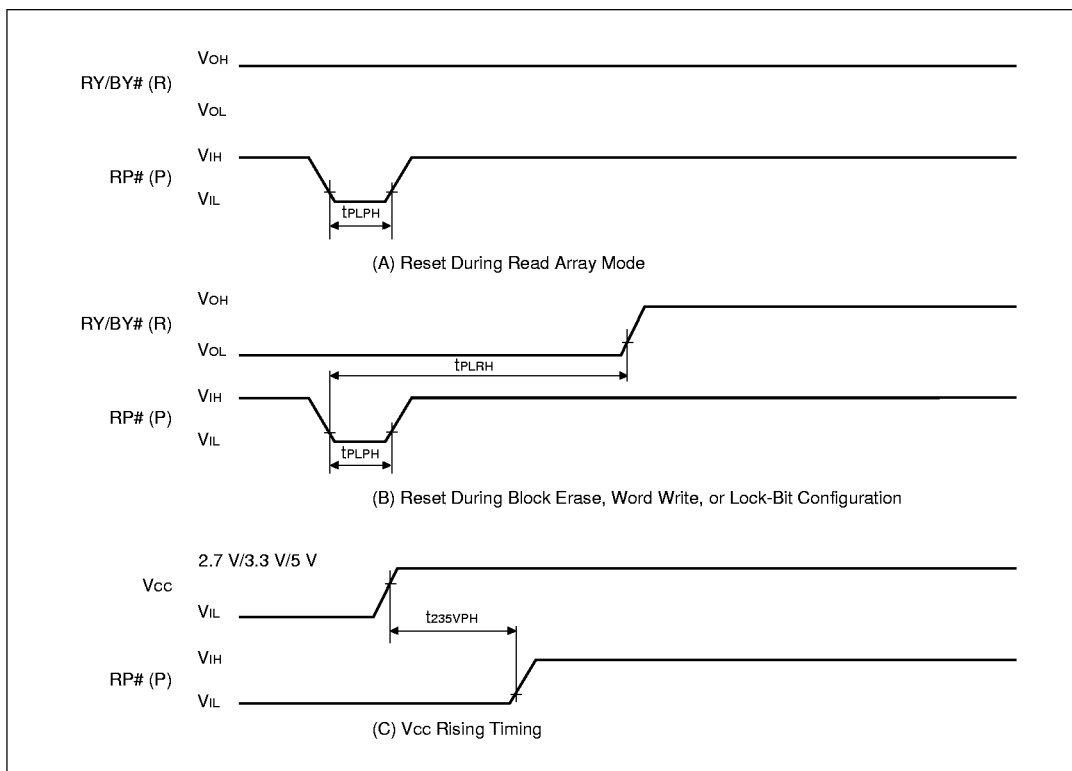 VOH
RY/BY# (R)
VOL
VIH
RP# (P)
VIL
tPLPH
(A) Reset During Read Array Mode
VOH
RY/BY# (R)
VOL
tPLRH
VIH
RP# (P)
VIL
tPLPH
(B) Reset During Block Erase, Word Write, or Lock-Bit Configuration
2.7 V/3.3 V/5 V
VCC
VIL
t235VPH
VIH
RP# (P)
VIL
(C) Vcc Rising Timing